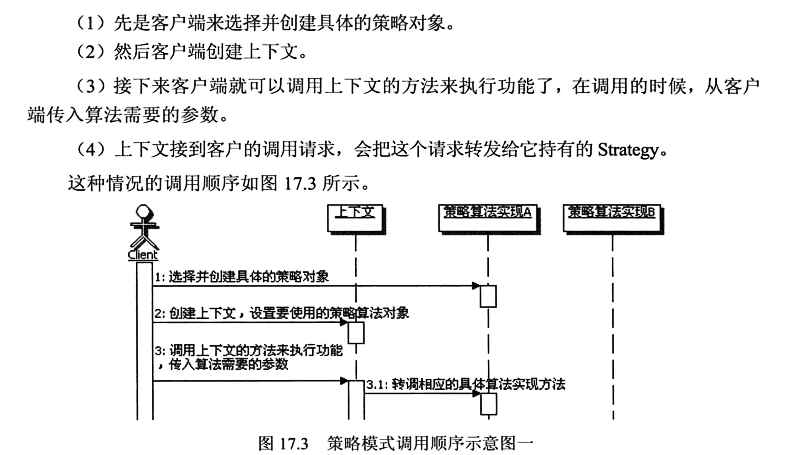 （1）先是客户端来选择并创建具体的策略对象。
（2）然后客户端创建上下文。
（3）接下来客户端就可以调用上下文的方法来执行功能了，在调用的时候，从客户
端传入算法需要的参数。
（4）上下文接到客户的调用请求，会把这个请求转发给它持有的 Strategy。
这种情况的调用顺序如图 17.3 所示。
上下文
策略算法实现A
策略算法实现B
Client
1: 选择并创建具体的策略对象
2: 创建上下文，设置要使用的策略算法对象
3: 调用上下文的方法来执行功能
，传入算法需要的参数
3.1: 转调相应的具体算法实现方法
图 17.3 策略模式调用顺序示意图一